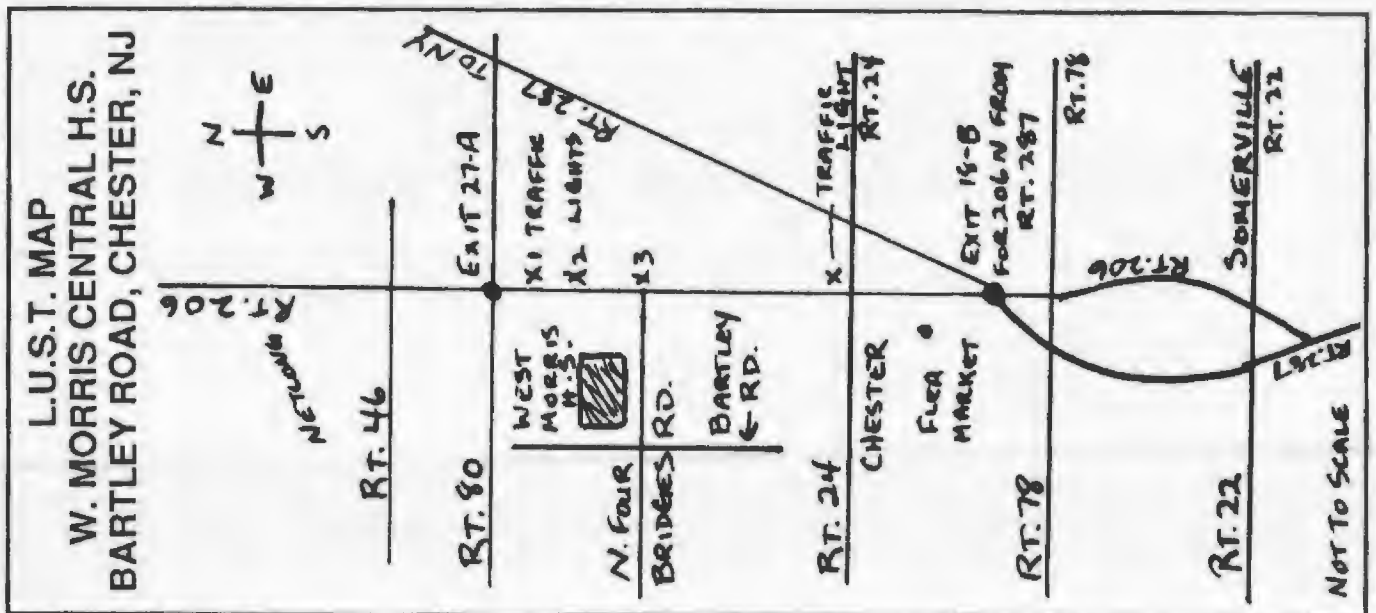 L.U.S.T. MAP
W. MORRIS CENTRAL H.S.
BARTLEY ROAD, CHESTER, NJ
N
W
E
S
RT. 206
NETCONG
RT. 46
TO NY
RT. 287
RT. 80
EXIT 27-A
X1 TRAFFIC
X2 LIGHTS
X3
WEST
MORRIS
H.S.
N. FOUR
BRIDGES RD.
BARTLEY
← RD.
X — TRAFFIC
LIGHT
RT. 24
RT. 24
CHESTER
FLEA
MARKET
EXIT 18-B
FOR 206 N FROM
RT. 287
RT. 78
RT. 78
RT. 206
SOMERVILLE
RT. 22
RT. 22
RT. 287
NOT TO SCALE